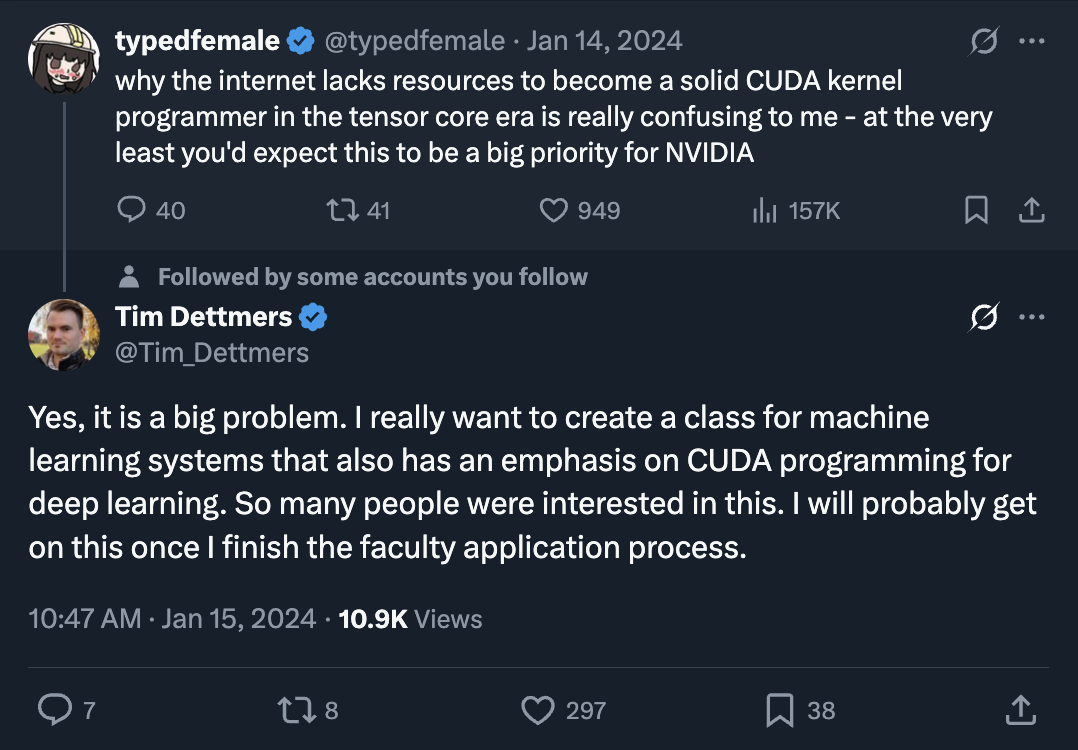 typedfemale @typedfemale · Jan 14, 2024
why the internet lacks resources to become a solid CUDA kernel
programmer in the tensor core era is really confusing to me - at the very
least you'd expect this to be a big priority for NVIDIA
40 41 949 157K
Followed by some accounts you follow
Tim Dettmers
@Tim_Dettmers
Yes, it is a big problem. I really want to create a class for machine
learning systems that also has an emphasis on CUDA programming for
deep learning. So many people were interested in this. I will probably get
on this once I finish the faculty application process.
10:47 AM · Jan 15, 2024 · 10.9K Views
7 8 297 38